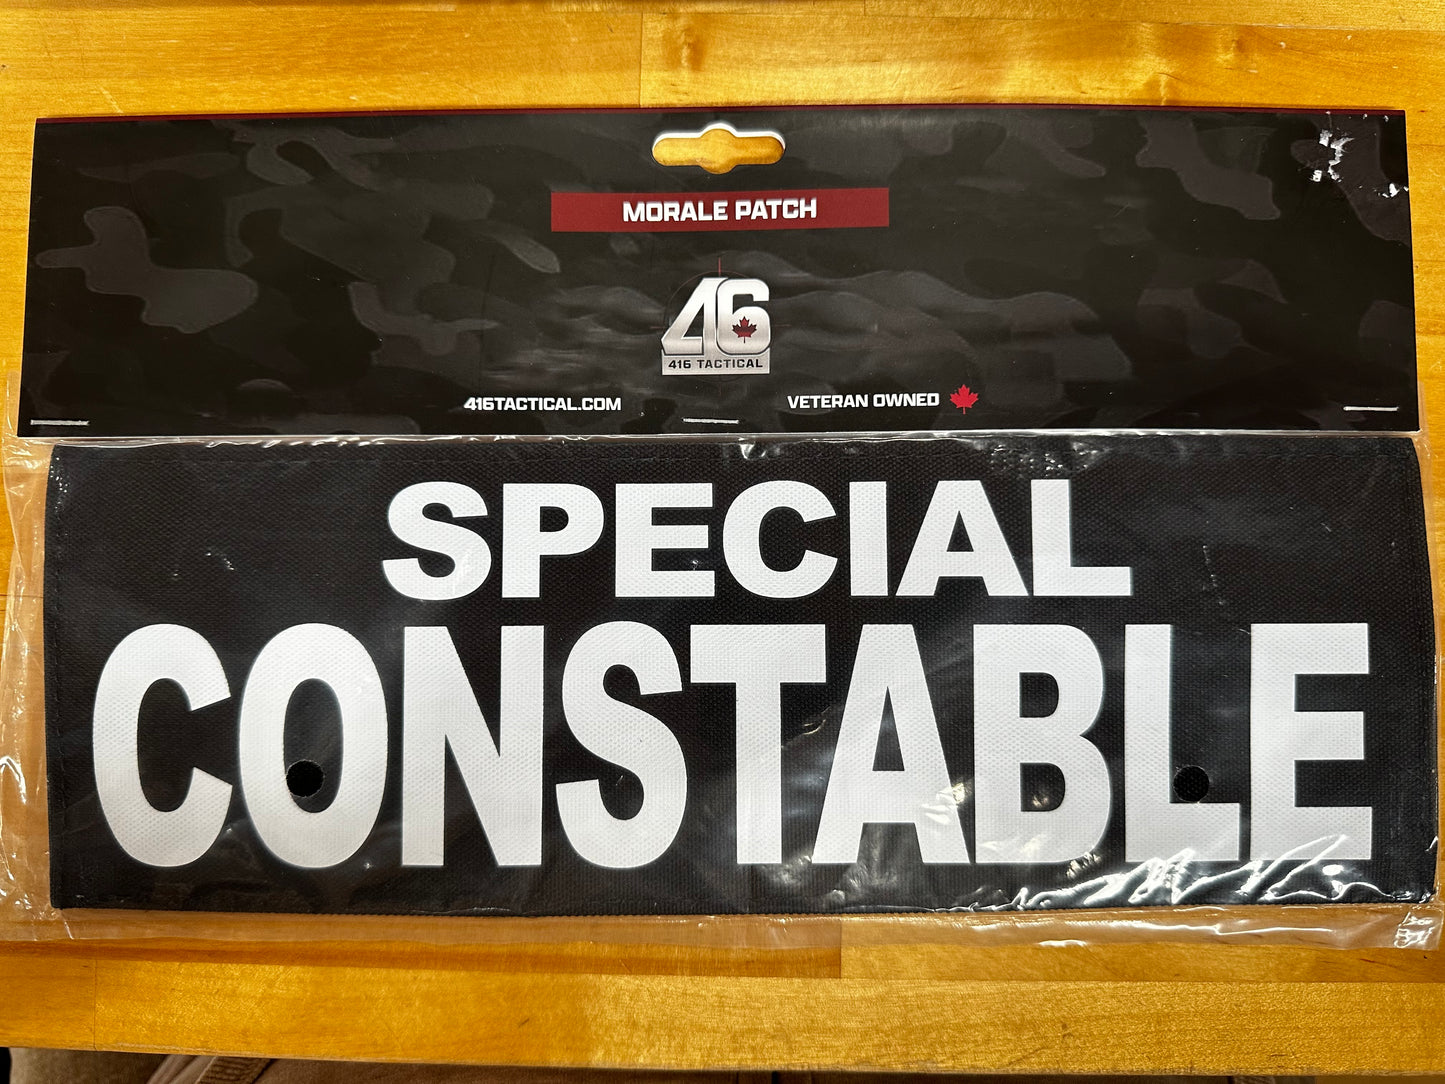 MORALE PATCH
46
416 TACTICAL
416TACTICAL.COM
VETERAN OWNED
SPECIAL
CONSTABLE